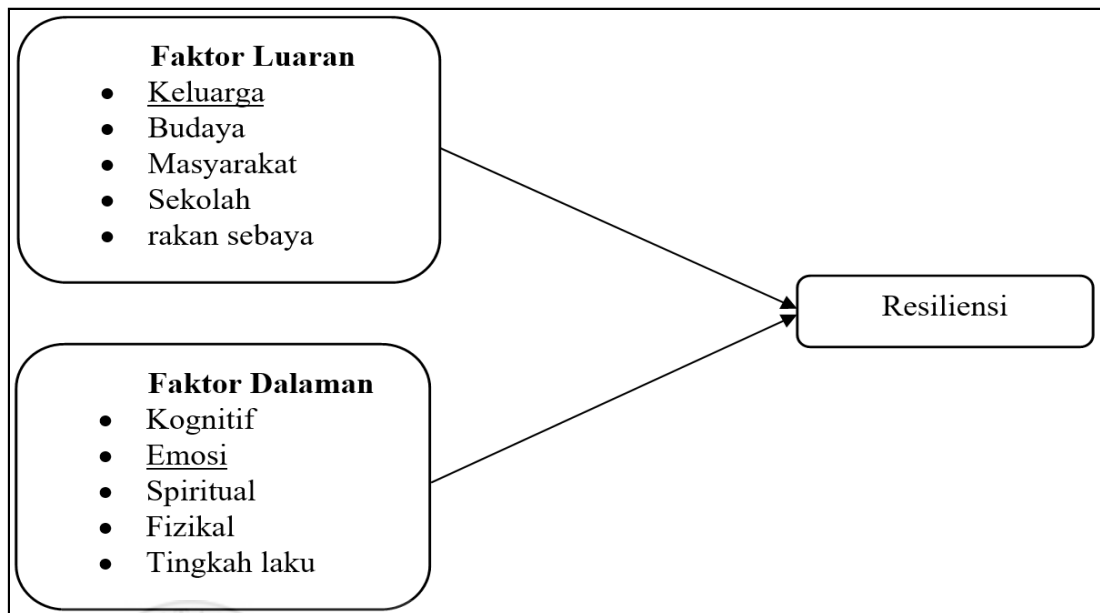 Faktor Luaran
• Keluarga
• Budaya
• Masyarakat
• Sekolah
• rakan sebaya
Resiliensi
Faktor Dalaman
• Kognitif
• Emosi
• Spiritual
• Fizikal
• Tingkah laku